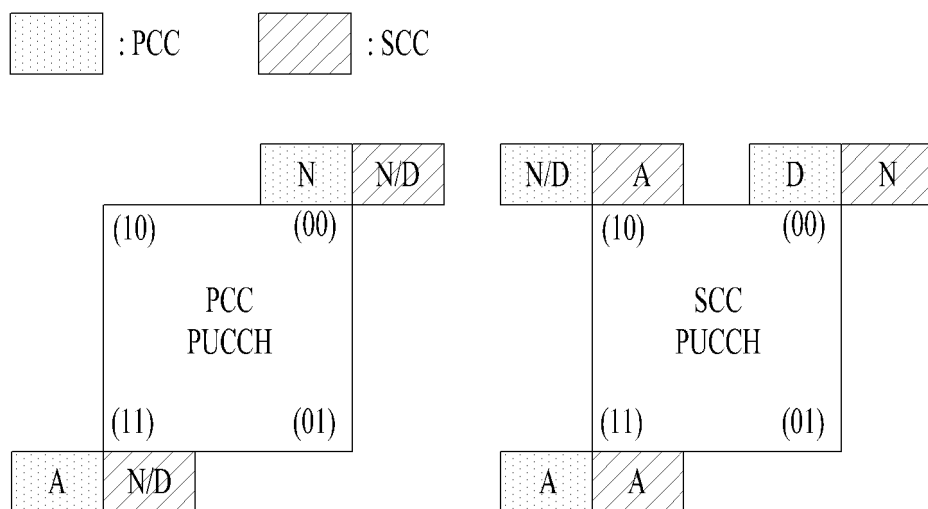 : PCC : SCC
N N/D N/D A D N
(10) (00) (10) (00)
PCC SCC
PUCCH PUCCH
(11) (01) (11) (01)
A N/D A A